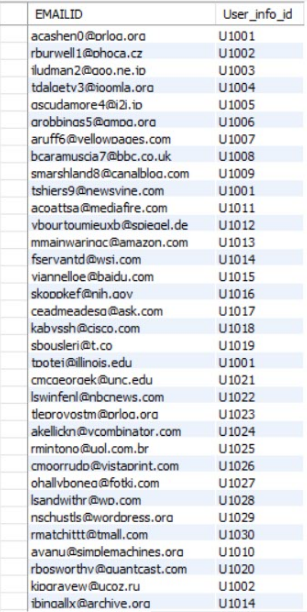 EMAILID User_info_id
acashen0@prlog.org U1001
rburwell1@phoca.cz U1002
iludman2@goo.ne.jp U1003
tdalgety3@joomla.org U1004
gscudamore4@i2i.jp U1005
grobbings5@gmpg.org U1006
aruff6@yellowpages.com U1007
bcaramuscia7@bbc.co.uk U1008
smarshland8@canalblog.com U1009
tshiers9@newsvine.com U1001
acoattsa@mediafire.com U1011
vbourtoumieuxb@spiegel.de U1012
mmainwaringc@amazon.com U1013
fservantd@wsi.com U1014
viannelloe@baidu.com U1015
skoppkef@nih.gov U1016
ceadmeadesg@ask.com U1017
kabyssh@cisco.com U1018
sbousleri@t.co U1019
tpotej@illinois.edu U1001
cmcgeorgek@unc.edu U1021
lswinfenl@nbcnews.com U1022
tleprovostm@prlog.org U1023
akellickn@ycombinator.com U1024
rmintono@uol.com.br U1025
cmoorrudp@vistaprint.com U1026
ohallyboneq@fotki.com U1027
lsandwithr@wp.com U1028
nschustls@wordpress.org U1029
rmatchittt@tmall.com U1030
avanu@simplemachines.org U1010
rbosworthv@quantcast.com U1020
kipgravew@ucoz.ru U1002
jbingallx@archive.org U1014